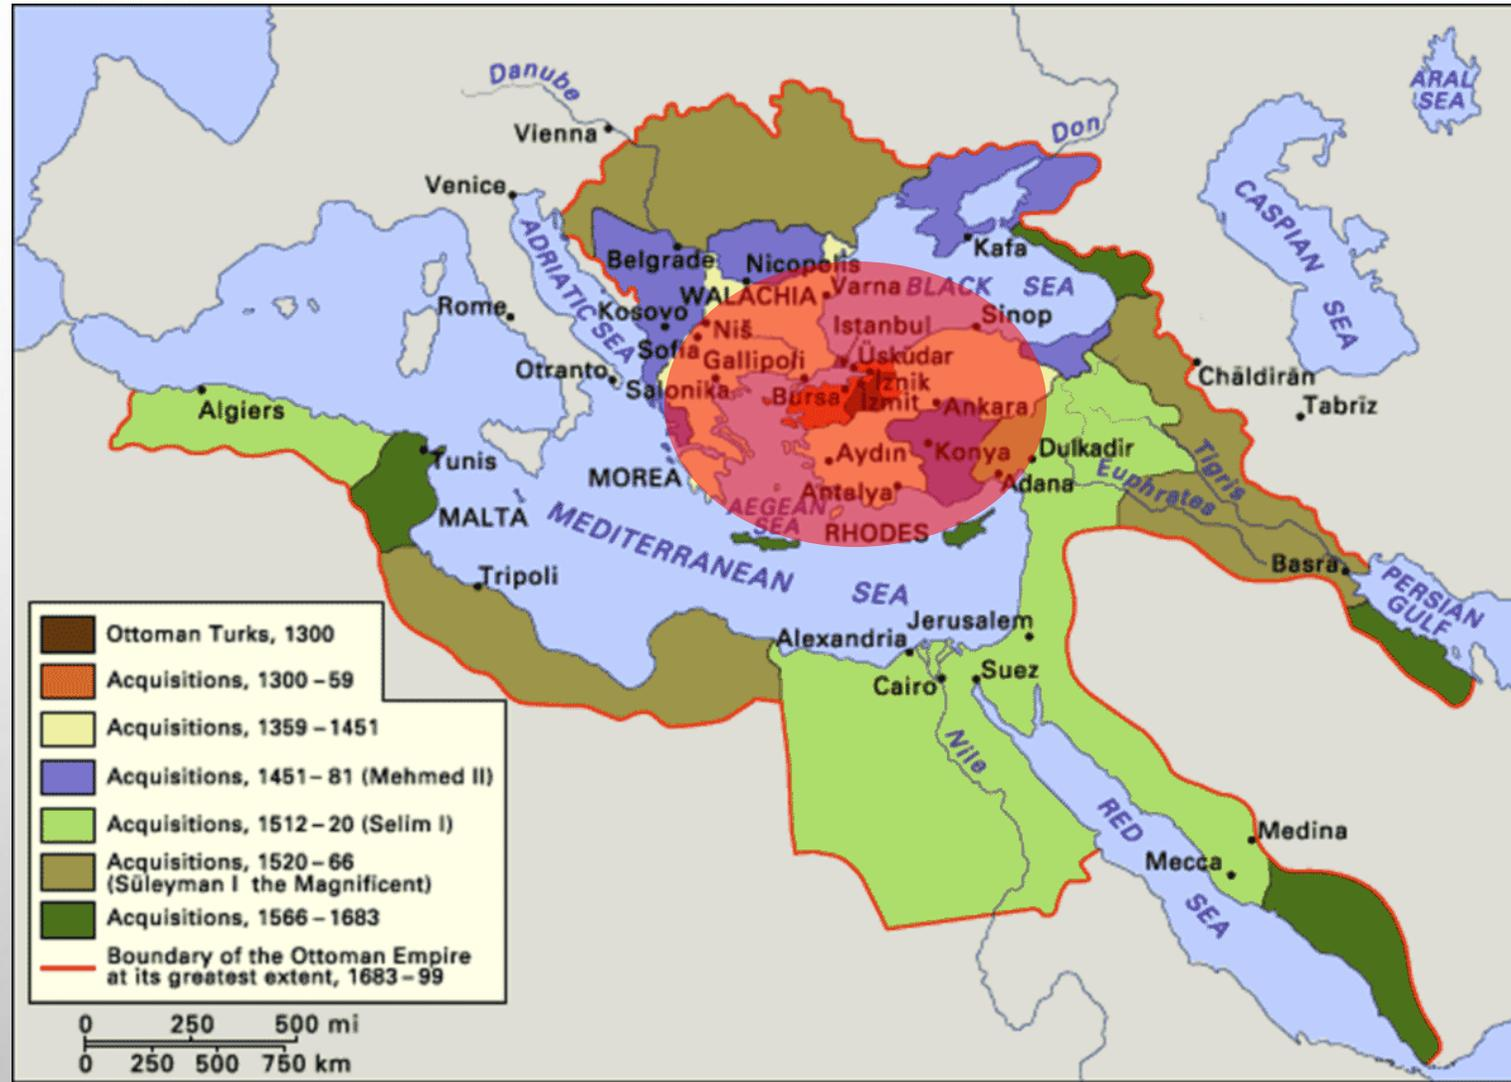 Danube
Vienna
Don
ARAL
SEA
Venice
CASPIAN
SEA
ADRIATIC SEA
Belgrade
Nicopolis
Kafa
WALACHIA
Varna
BLACK SEA
Rome
Kosovo
Niš
Istanbul
Sinop
Sofia
Gallipoli
Üsküdar
Otranto
Salonika
Bursa
İznik
İzmit
Ankara
Chāldirān
Tabrīz
Algiers
Tunis
Aydın
Konya
Dulkadir
Tigris
MOREA
Antalya
Adana
Euphrates
AEGEAN
SEA
MALTA
RHODES
MEDITERRANEAN SEA
Tripoli
Basra
PERSIAN
GULF
Jerusalem
Alexandria
Cairo
Suez
Nile
RED
SEA
Medina
Mecca
Ottoman Turks, 1300
Acquisitions, 1300–59
Acquisitions, 1359–1451
Acquisitions, 1451–81 (Mehmed II)
Acquisitions, 1512–20 (Selim I)
Acquisitions, 1520–66
(Süleyman I the Magnificent)
Acquisitions, 1566–1683
Boundary of the Ottoman Empire
at its greatest extent, 1683–99
0 250 500 mi
0 250 500 750 km